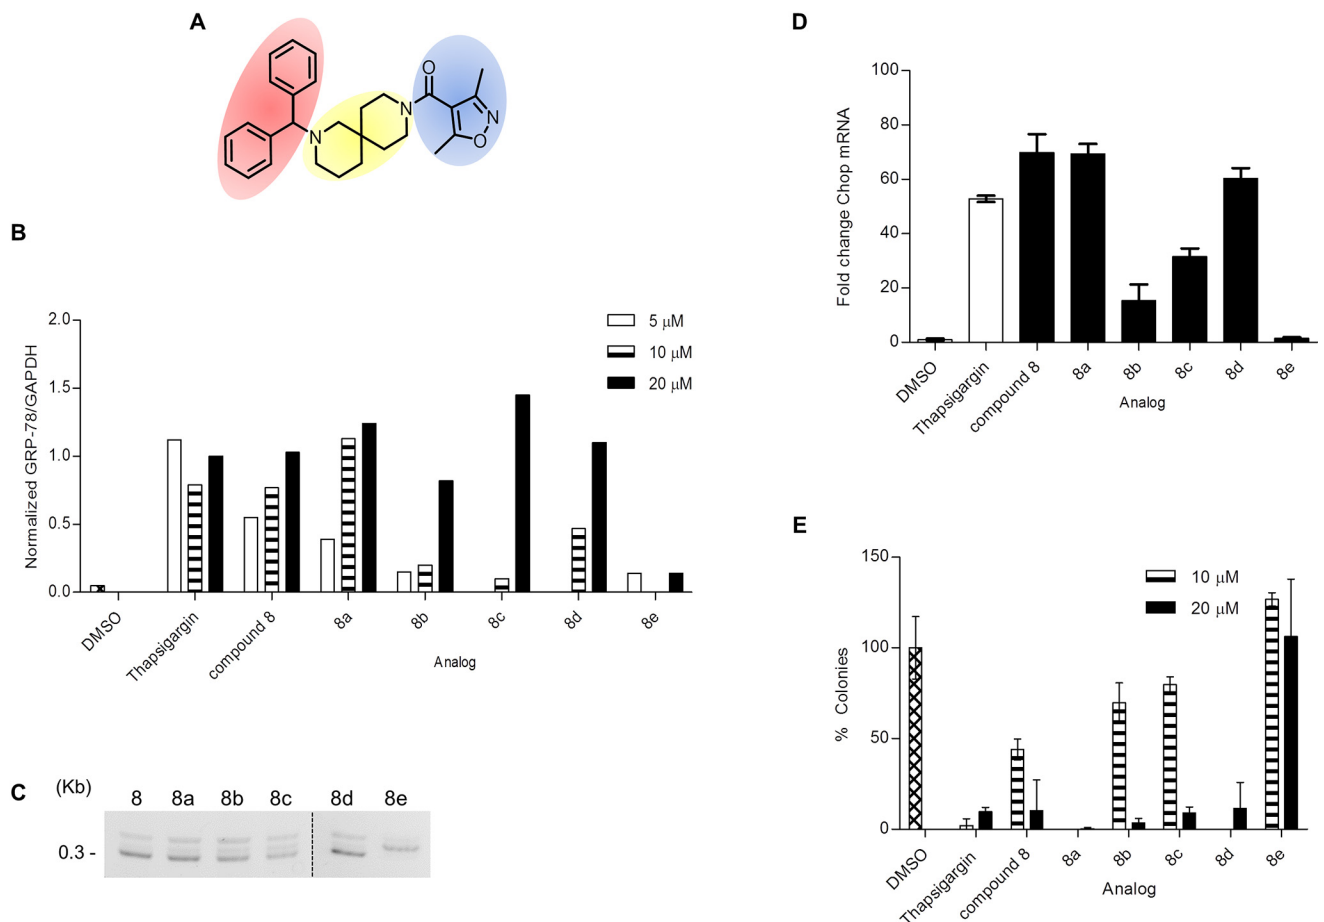 A
O
N
N
N
O
B
2.0
1.5
1.0
0.5
0.0
Normalized GRP-78/GAPDH
5 µM
10 µM
20 µM
DMSO
Thapsigargin
compound 8
8a
8b
8c
8d
8e
Analog
C
(Kb)
8 8a 8b 8c 8d 8e
0.3 -
D
100
80
60
40
20
0
Fold change Chop mRNA
DMSO
Thapsigargin
compound 8
8a
8b
8c
8d
8e
Analog
E
150
100
50
0
% Colonies
10 µM
20 µM
DMSO
Thapsigargin
compound 8
8a
8b
8c
8d
8e
Analog